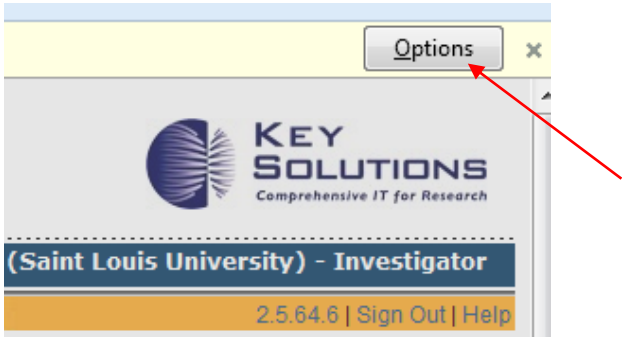 Options
KEY
SOLUTIONS
Comprehensive IT for Research
(Saint Louis University) - Investigator
2.5.64.6 | Sign Out | Help